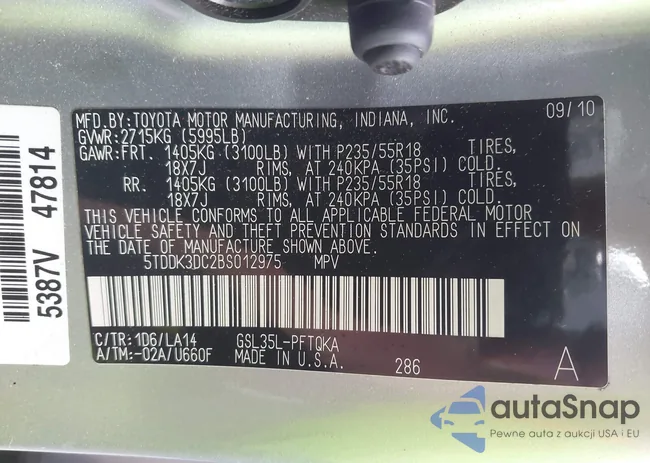 MFD. BY:TOYOTA MOTOR MANUFACTURING, INDIANA, INC. 09/10
GVWR:2715KG (5995LB)
GAWR:FRT. 1405KG (3100LB) WITH P235/55R18 TIRES,
18X7J RIMS, AT 240KPA (35PSI) COLD.
RR. 1405KG (3100LB) WITH P235/55R18 TIRES,
18X7J RIMS, AT 240KPA (35PSI) COLD.
THIS VEHICLE CONFORMS TO ALL APPLICABLE FEDERAL MOTOR
VEHICLE SAFETY AND THEFT PREVENTION STANDARDS IN EFFECT ON
THE DATE OF MANUFACTURE SHOWN ABOVE.
5TDDK3DC2BS012975 MPV
C/TR:1D6/LA14 GSL35L-PFTQKA
A/TM:-02A/U660F MADE IN U.S.A. 286 A
5387V 47814
autaSnap
Pewne auta z aukcji USA i EU